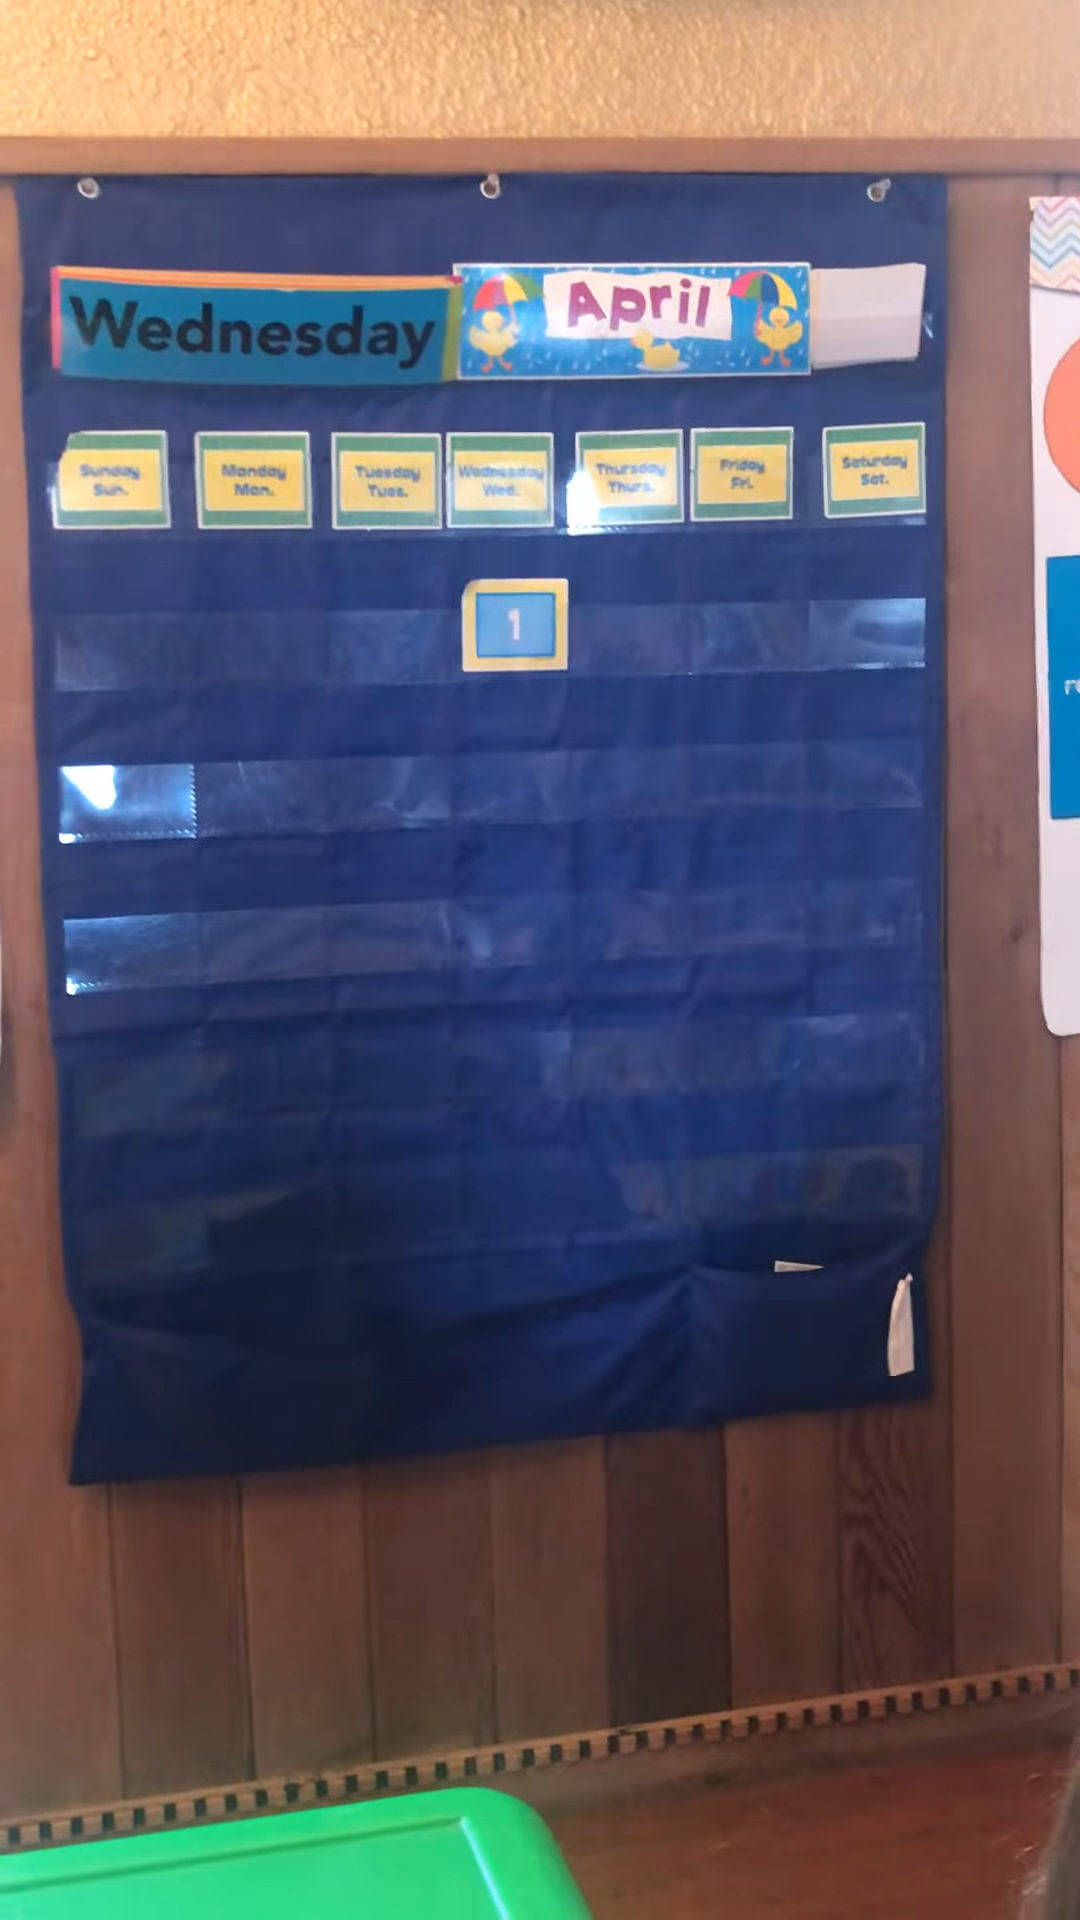 Wednesday April
Sunday
Sun.
Monday
Mon.
Tuesday
Tues.
Wednesday
Wed.
Thursday
Thurs.
Friday
Fri.
Saturday
Sat.
1